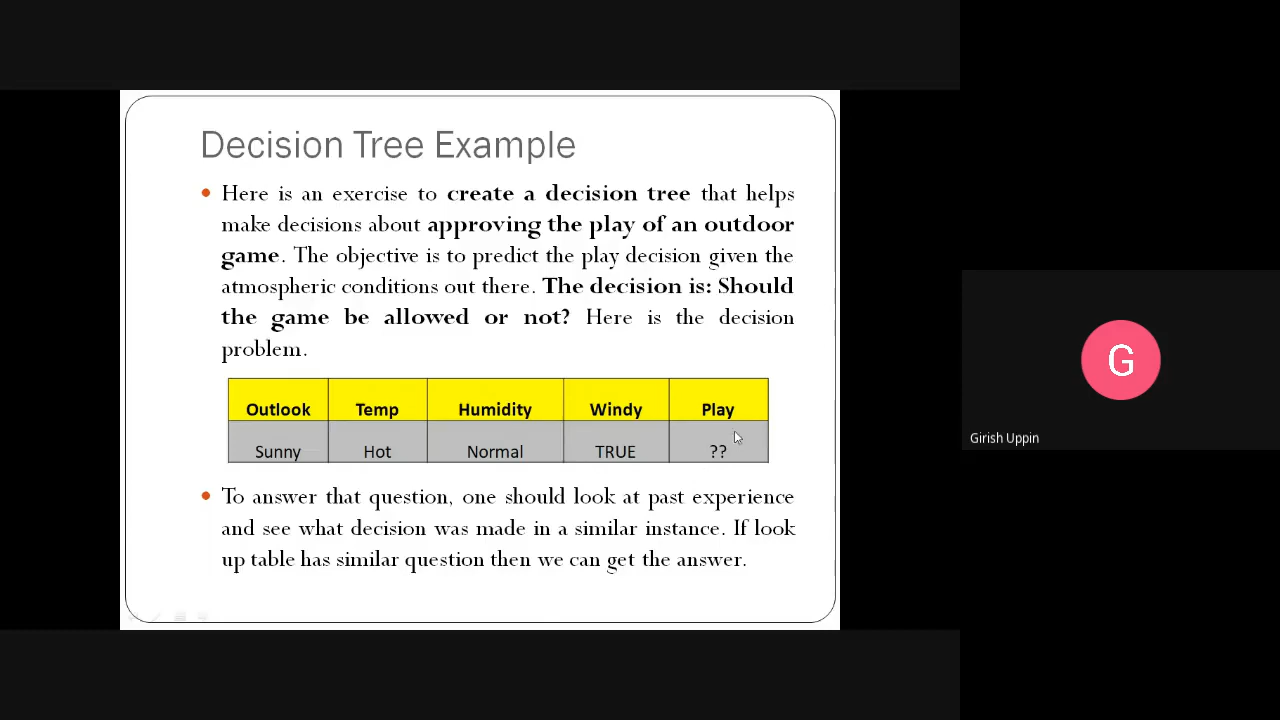 Decision Tree Example
Here is an exercise to create a decision tree that helps
make decisions about approving the play of an outdoor
game. The objective is to predict the play decision given the
atmospheric conditions out there. The decision is: Should
the game be allowed or not? Here is the decision
problem.
Outlook Temp Humidity Windy Play
Sunny Hot Normal TRUE ??
To answer that question, one should look at past experience
and see what decision was made in a similar instance. If look
up table has similar question then we can get the answer.
G
Girish Uppin